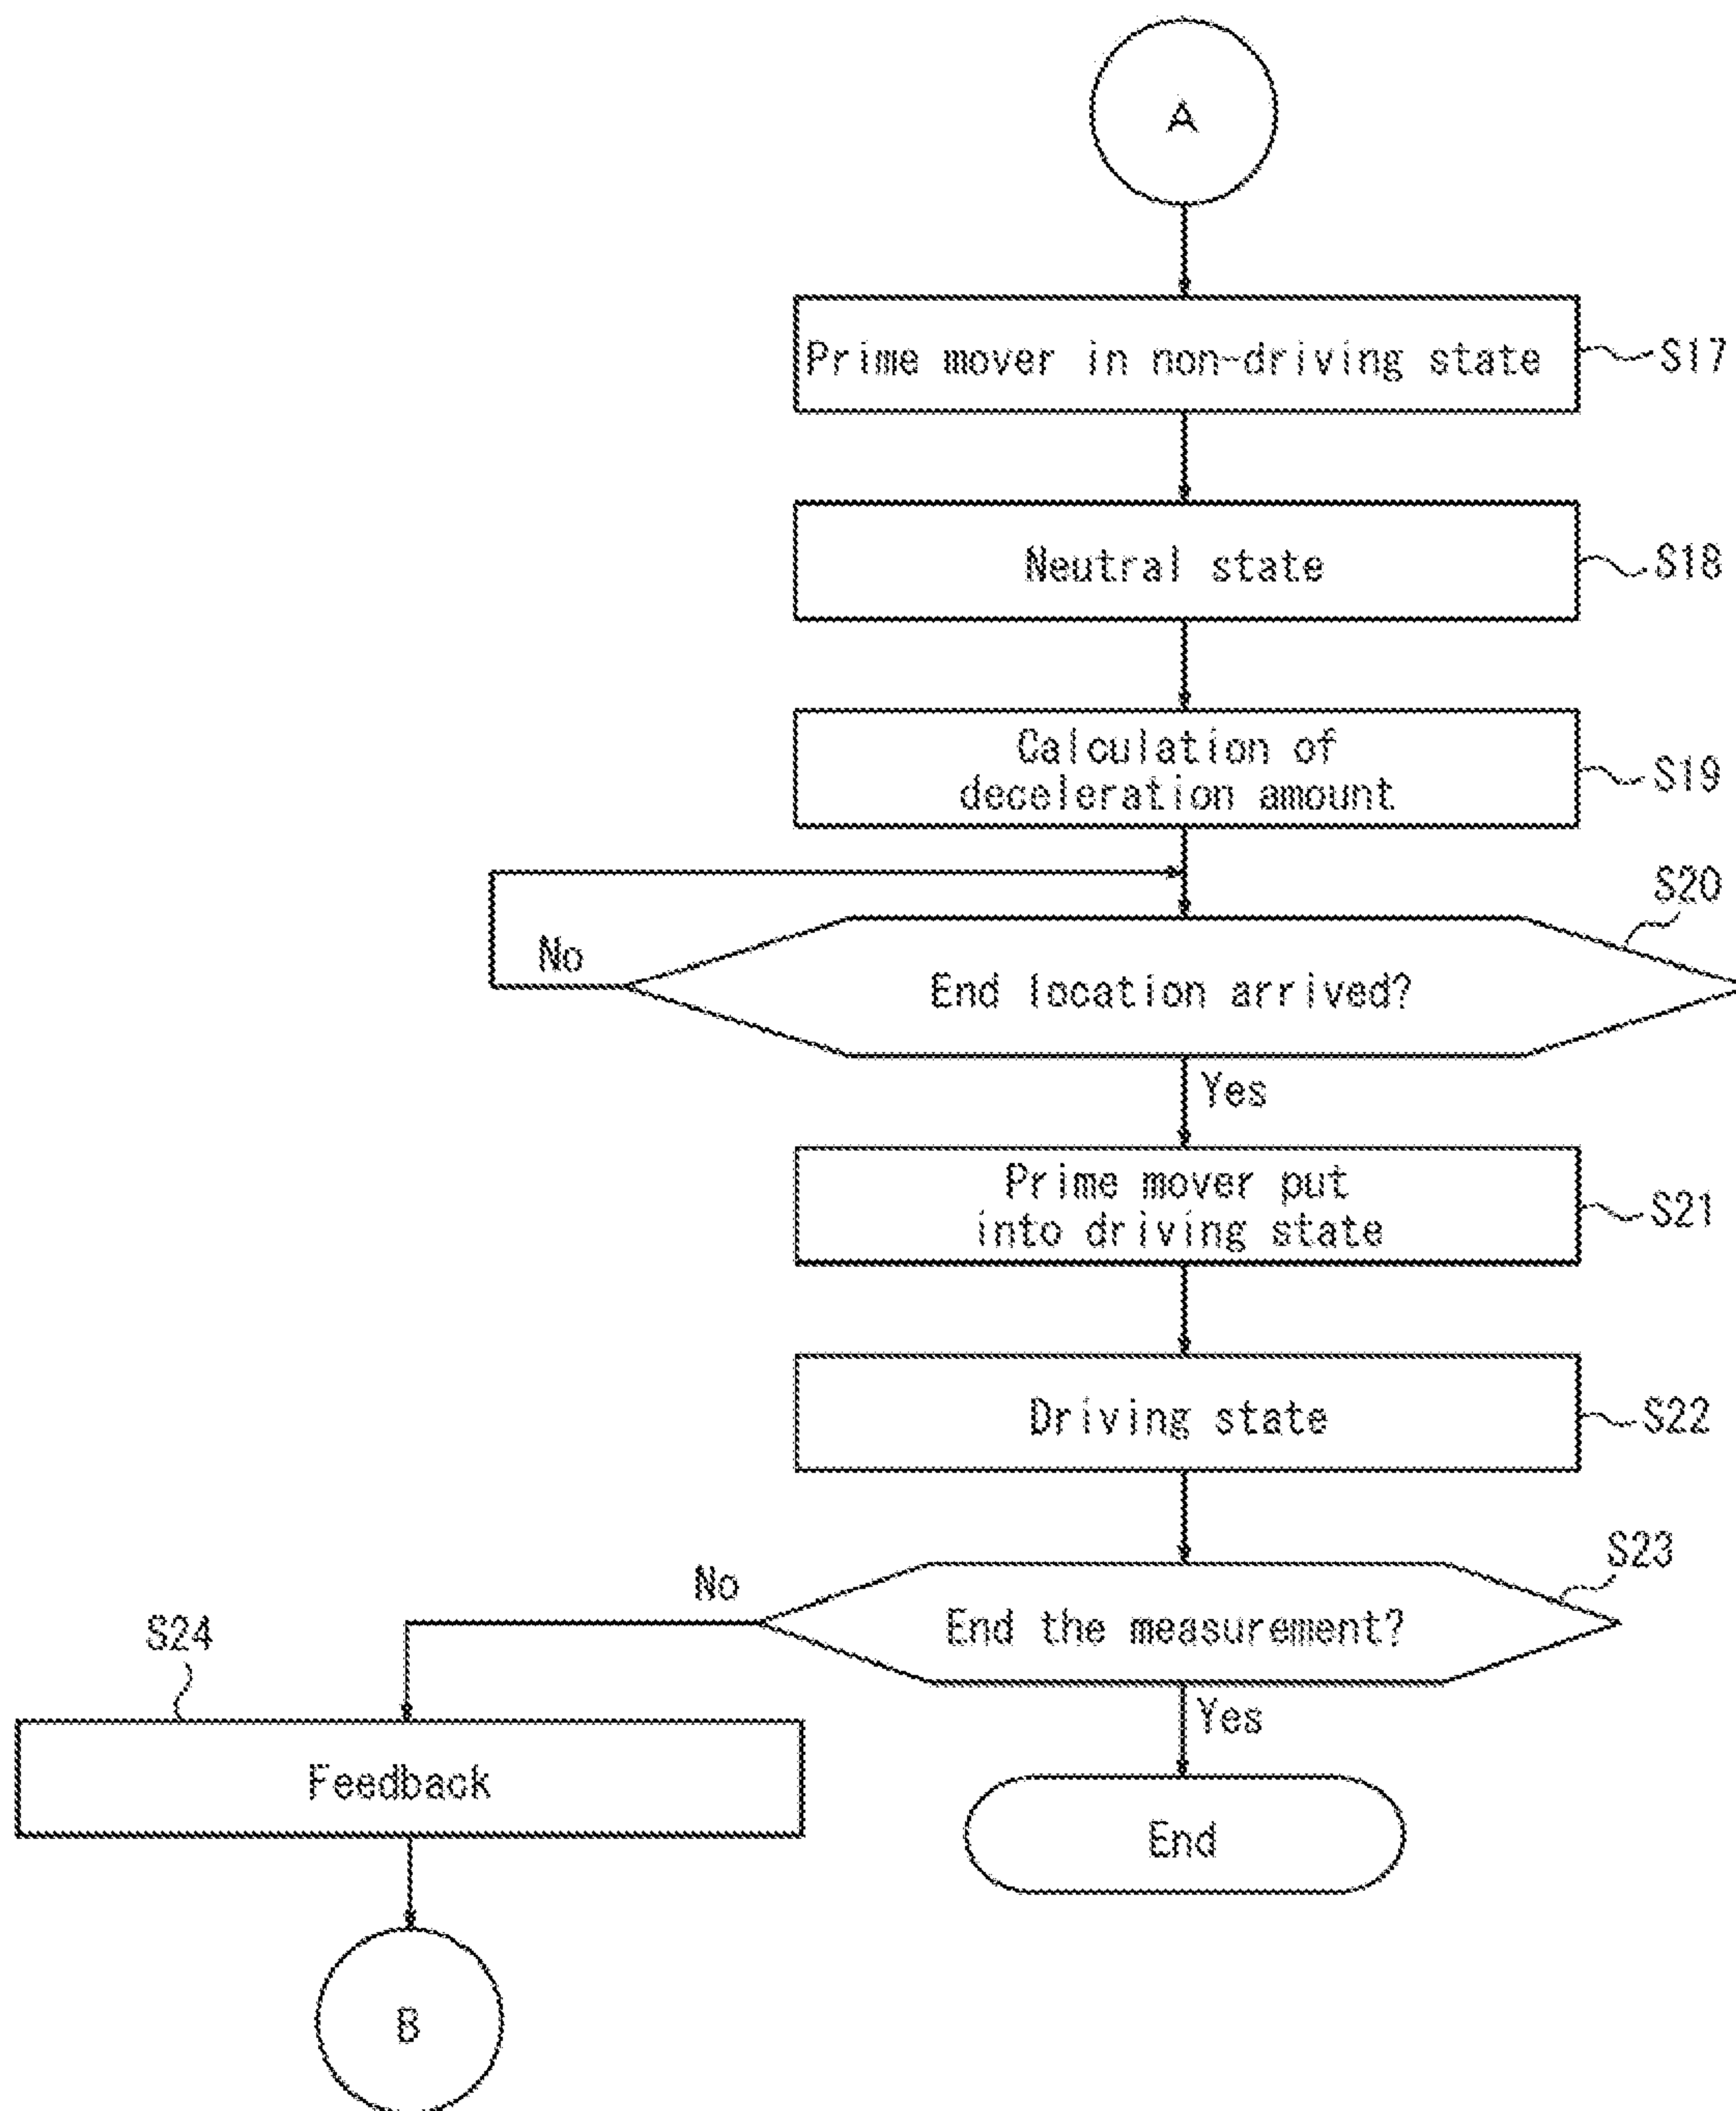 A
Prime mover in non-driving state
S17
Neutral state
S18
Calculation of
deceleration amount
S19
S20
No
End location arrived?
Yes
Prime mover put
into driving state
S21
Driving state
S22
S23
No
End the measurement?
S24
Yes
Feedback
End
B